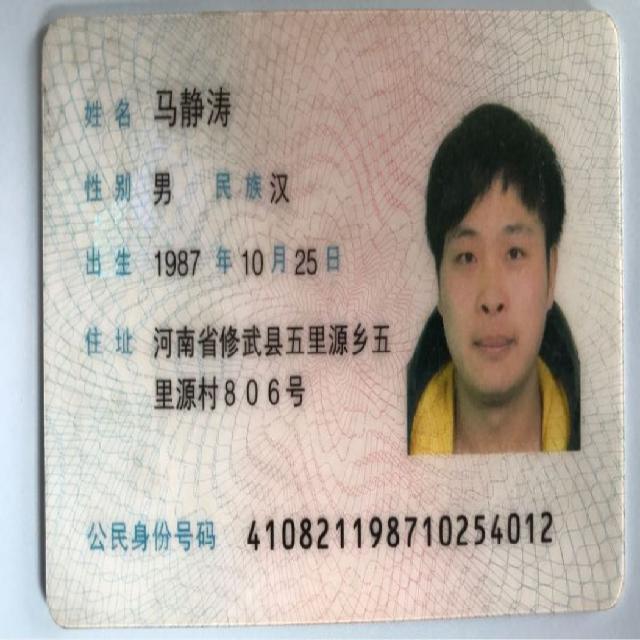 姓名 马静涛
性别 男 民族 汉
出生 1987 年 10 月 25 日
住址 河南省修武县五里源乡五
里源村806号
公民身份号码 410821198710254012